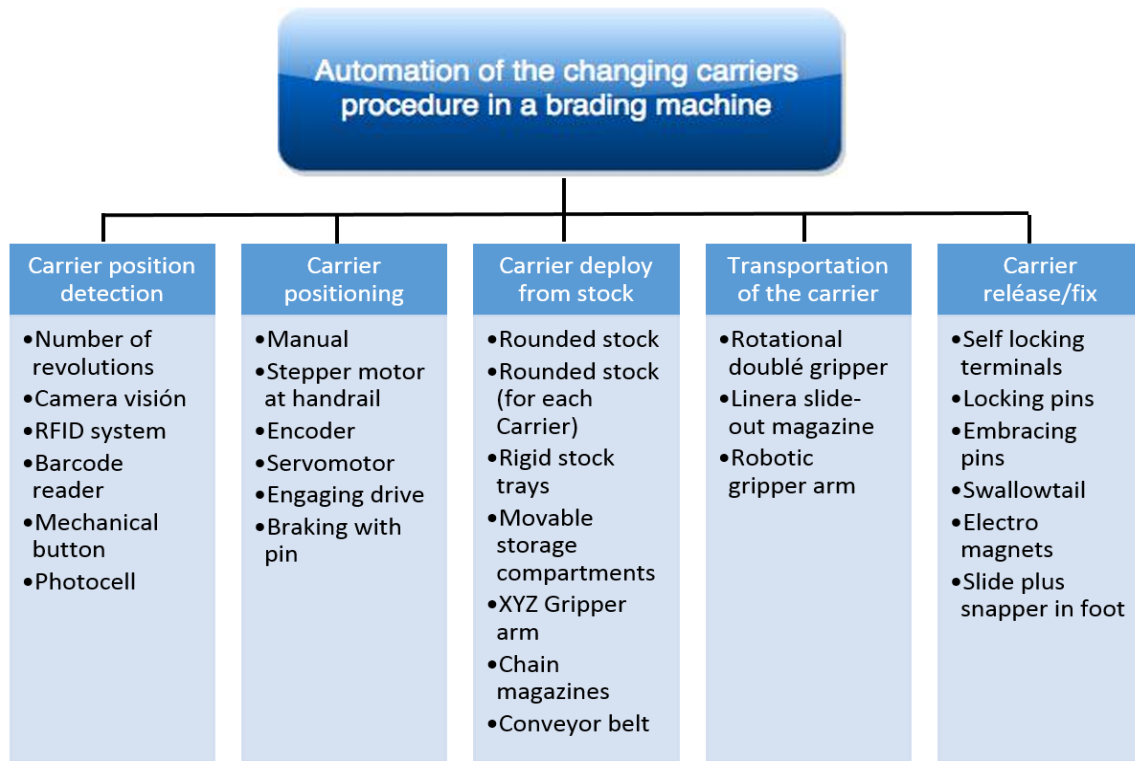 Automation of the changing carriers
procedure in a brading machine
Carrier position
detection
•Number of
revolutions
•Camera visión
•RFID system
•Barcode
reader
•Mechanical
button
•Photocell
Carrier
positioning
•Manual
•Stepper motor
at handrail
•Encoder
•Servomotor
•Engaging drive
•Braking with
pin
Carrier deploy
from stock
•Rounded stock
•Rounded stock
(for each
Carrier)
•Rigid stock
trays
•Movable
storage
compartments
•XYZ Gripper
arm
•Chain
magazines
•Conveyor belt
Transportation
of the carrier
•Rotational
doublé gripper
•Linera slide-
out magazine
•Robotic
gripper arm
Carrier
reléase/fix
•Self locking
terminals
•Locking pins
•Embracing
pins
•Swallowtail
•Electro
magnets
•Slide plus
snapper in foot